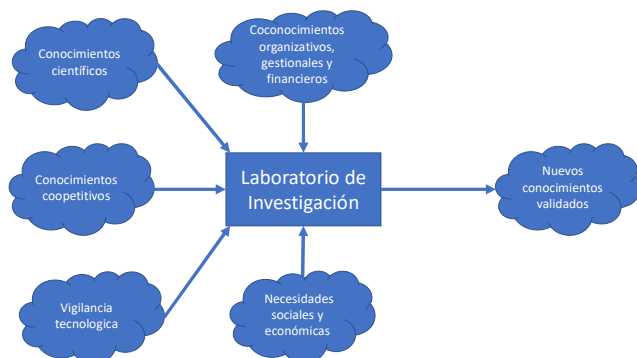 Conocimientos
científicos
Coconocimientos
organizativos,
gestionales y
financieros
Conocimientos
coopetitivos
Laboratorio de
Investigación
Nuevos
conocimientos
validados
Vigilancia
tecnologica
Necesidades
sociales y
económicas